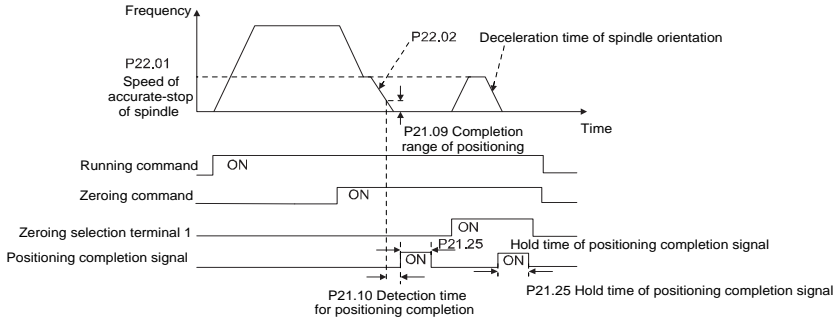 Frequency
P22.02
Deceleration time of spindle orientation
P22.01
Speed of
accurate-stop
of spindle
Time
P21.09 Completion
range of positioning
Running command
ON
Zeroing command
ON
Zeroing selection terminal 1
ON
P21.25
Hold time of positioning completion signal
Positioning completion signal
ON
ON
P21.10 Detection time
for positioning completion
P21.25 Hold time of positioning completion signal